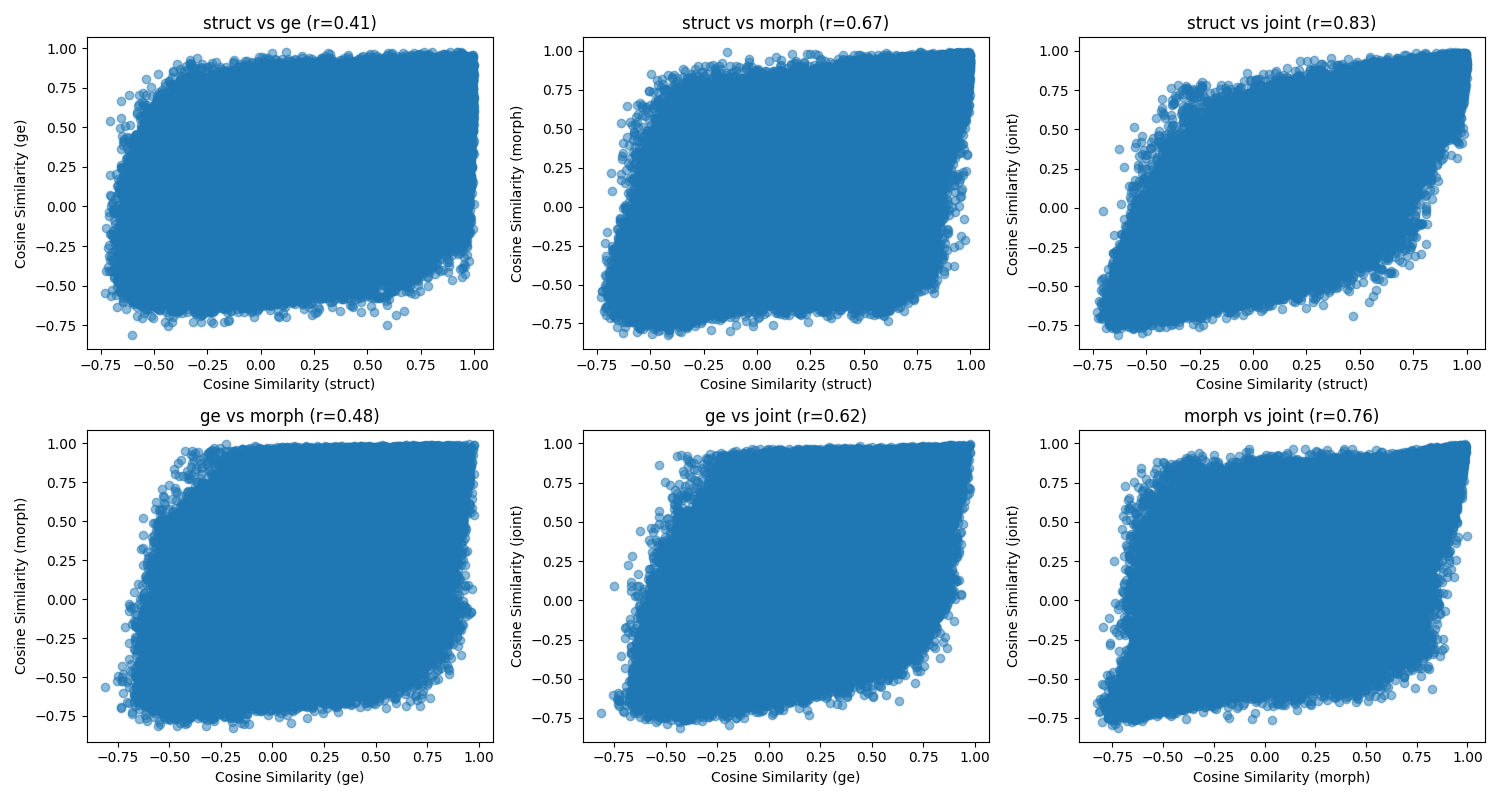 struct vs ge (r=0.41)
1.00
0.75
0.50
0.25
0.00
−0.25
−0.50
−0.75
Cosine Similarity (ge)
−0.75 −0.50 −0.25 0.00 0.25 0.50 0.75 1.00
Cosine Similarity (struct)
struct vs morph (r=0.67)
1.00
0.75
0.50
0.25
0.00
−0.25
−0.50
−0.75
Cosine Similarity (morph)
−0.75 −0.50 −0.25 0.00 0.25 0.50 0.75 1.00
Cosine Similarity (struct)
struct vs joint (r=0.83)
1.00
0.75
0.50
0.25
0.00
−0.25
−0.50
−0.75
Cosine Similarity (joint)
−0.75 −0.50 −0.25 0.00 0.25 0.50 0.75 1.00
Cosine Similarity (struct)
ge vs morph (r=0.48)
1.00
0.75
0.50
0.25
0.00
−0.25
−0.50
−0.75
Cosine Similarity (morph)
−0.75 −0.50 −0.25 0.00 0.25 0.50 0.75 1.00
Cosine Similarity (ge)
ge vs joint (r=0.62)
1.00
0.75
0.50
0.25
0.00
−0.25
−0.50
−0.75
Cosine Similarity (joint)
−0.75 −0.50 −0.25 0.00 0.25 0.50 0.75 1.00
Cosine Similarity (ge)
morph vs joint (r=0.76)
1.00
0.75
0.50
0.25
0.00
−0.25
−0.50
−0.75
Cosine Similarity (joint)
−0.75 −0.50 −0.25 0.00 0.25 0.50 0.75 1.00
Cosine Similarity (morph)